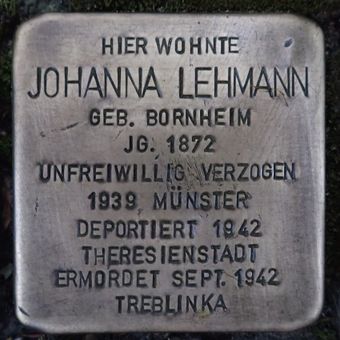 HIER WOHNTE
JOHANNA LEHMANN
GEB. BORNHEIM
JG. 1872
UNFREIWILLIG VERZOGEN
1939 MÜNSTER
DEPORTIERT 1942
THERESIENSTADT
ERMORDET SEPT. 1942
TREBLINKA